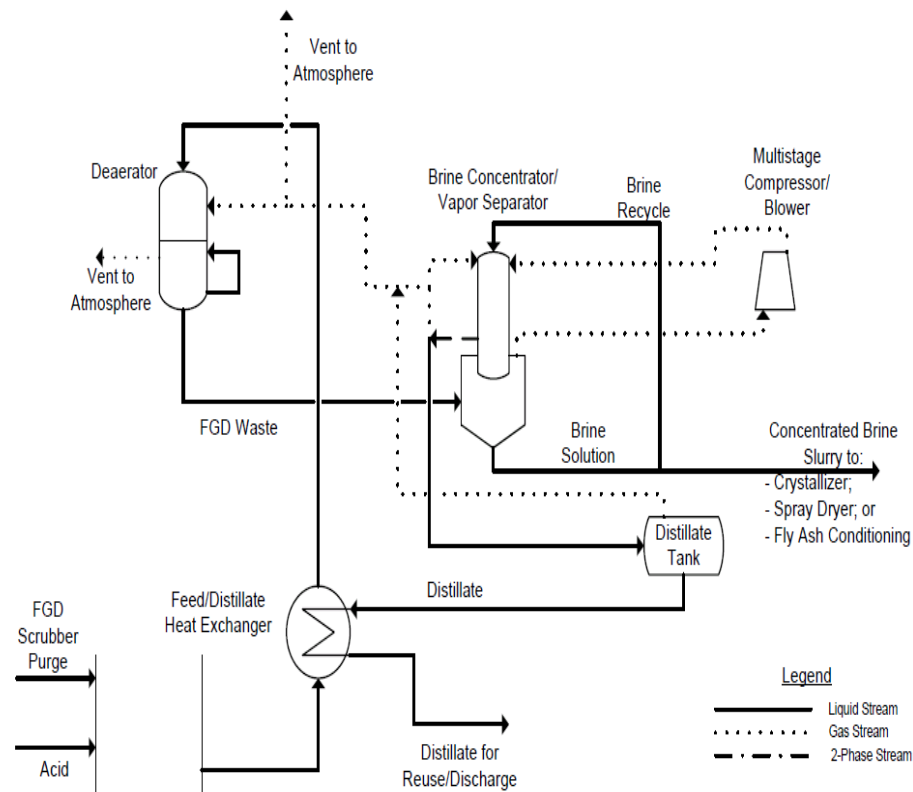 Vent to
Atmosphere
Deaerator
Brine Concentrator/
Vapor Separator
Brine
Recycle
Multistage
Compressor/
Blower
Vent to
Atmosphere
FGD Waste
Brine
Solution
Concentrated Brine
Slurry to:
- Crystallizer;
- Spray Dryer; or
- Fly Ash Conditioning
Distillate
Tank
Distillate
Feed/Distillate
Heat Exchanger
FGD
Scrubber
Purge
Acid
Distillate for
Reuse/Discharge
Legend
Liquid Stream
Gas Stream
2-Phase Stream